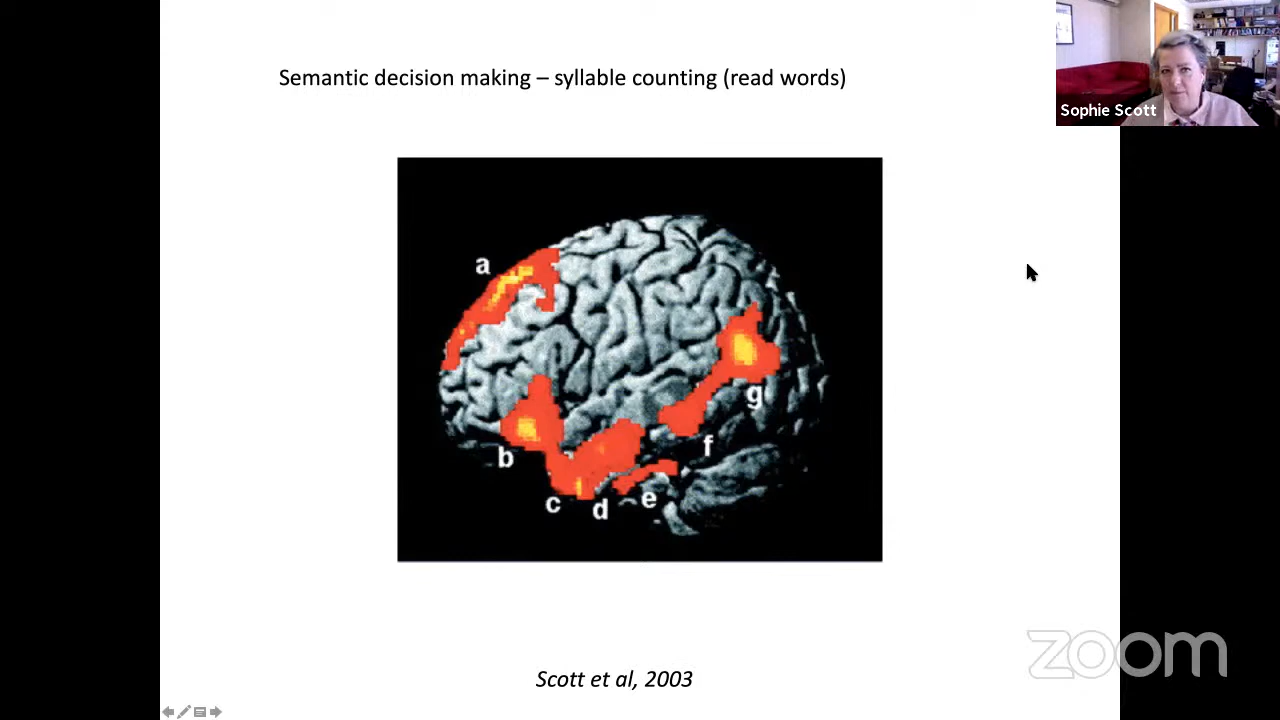 Semantic decision making – syllable counting (read words)
Sophie Scott
a
b
c
d
e
f
g
Scott et al, 2003
zoom